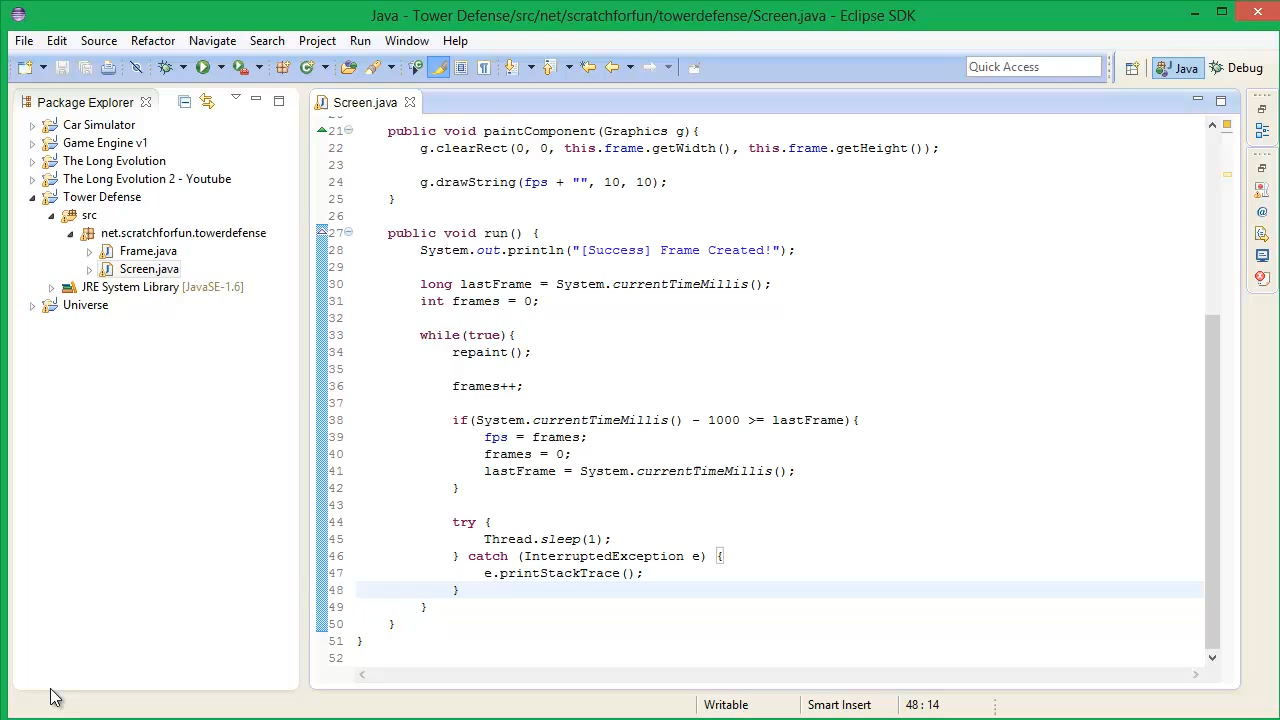 Java - Tower Defense/src/net/scratchforfun/towerdefense/Screen.java - Eclipse SDK
File Edit Source Refactor Navigate Search Project Run Window Help
Quick Access
Java
Debug
Package Explorer
Car Simulator
Game Engine v1
The Long Evolution
The Long Evolution 2 - Youtube
Tower Defense
src
net.scratchforfun.towerdefense
Frame.java
Screen.java
JRE System Library [JavaSE-1.6]
Universe
Screen.java
21 public void paintComponent(Graphics g){
22 g.clearRect(0, 0, this.frame.getWidth(), this.frame.getHeight());
23
24 g.drawString(fps + "", 10, 10);
25 }
26
27 public void run() {
28 System.out.println("[Success] Frame Created!");
29
30 long lastFrame = System.currentTimeMillis();
31 int frames = 0;
32
33 while(true){
34 repaint();
35
36 frames++;
37
38 if(System.currentTimeMillis() - 1000 >= lastFrame){
39 fps = frames;
40 frames = 0;
41 lastFrame = System.currentTimeMillis();
42 }
43
44 try {
45 Thread.sleep(1);
46 } catch (InterruptedException e) {
47 e.printStackTrace();
48 }
49 }
50 }
51 }
52
Writable
Smart Insert
48 : 14